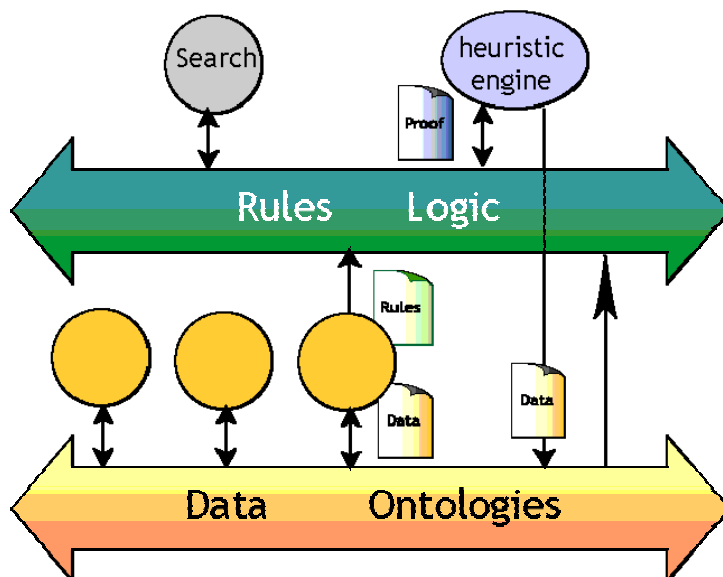 Search
heuristic
engine
Proof
Rules Logic
Rules
Data
Data
Data Ontologies